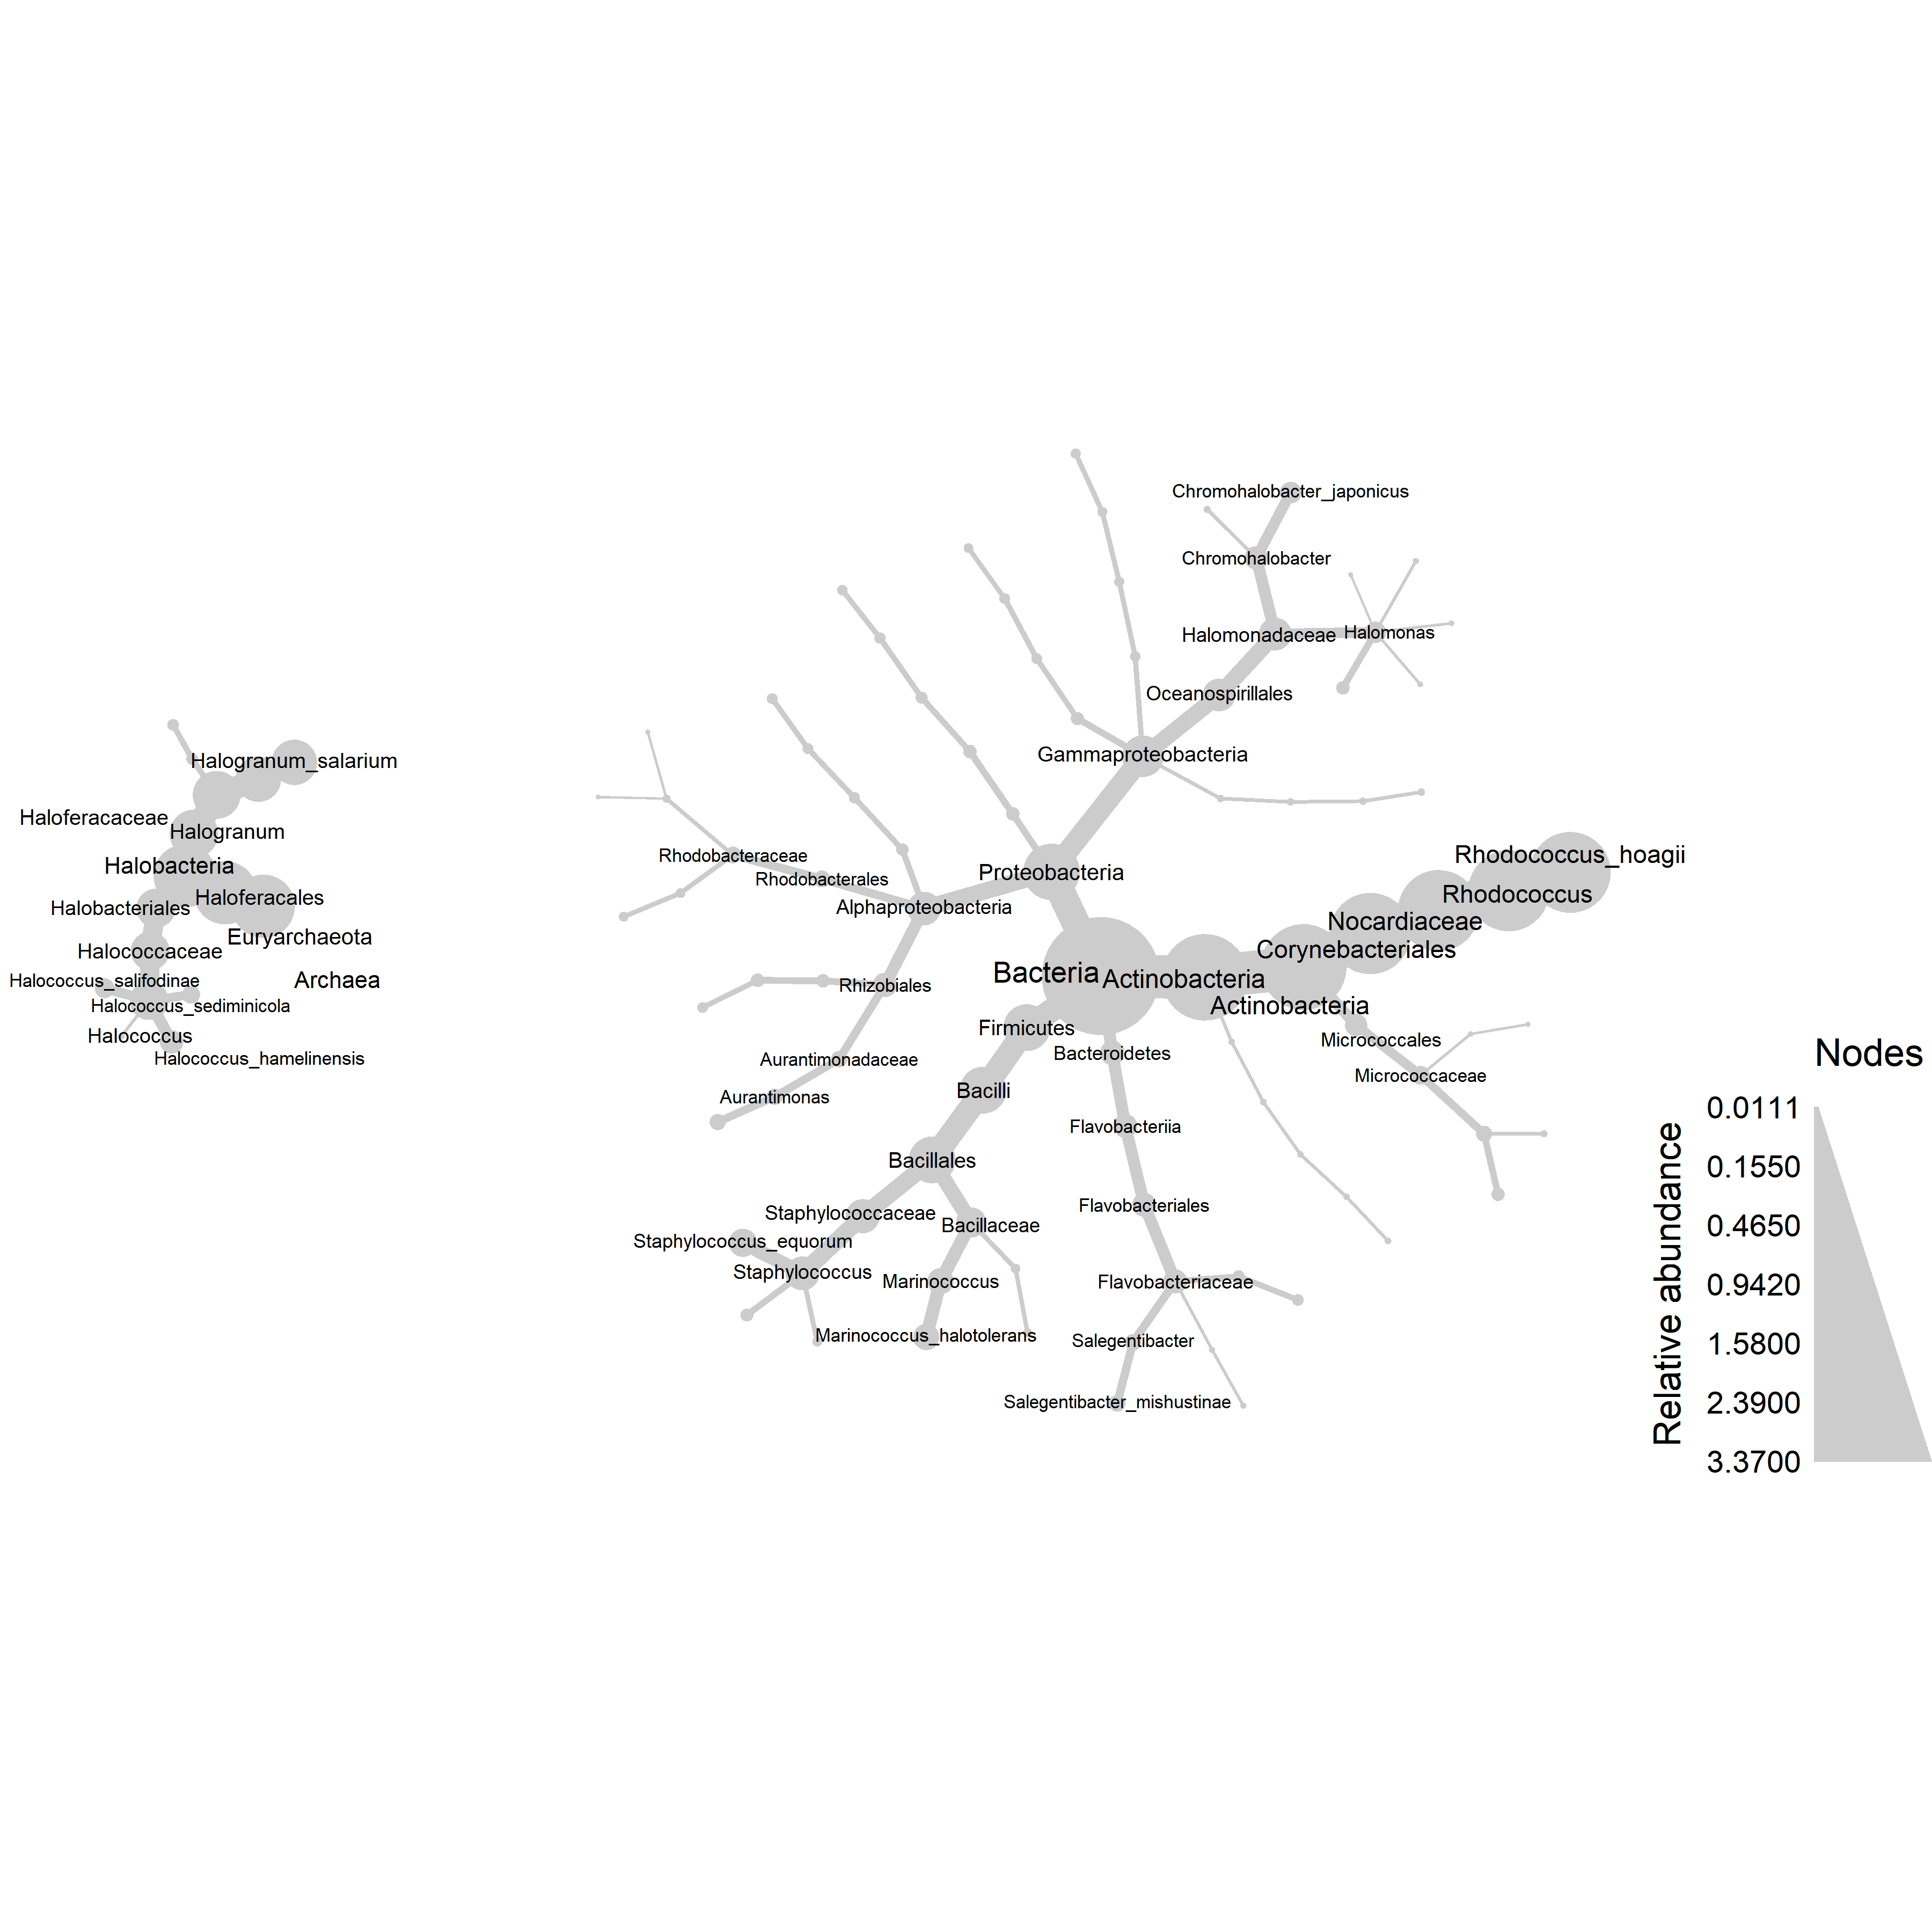 Chromohalobacter_japonicus
Chromohalobacter
Halomonadaceae
Halomonas
Oceanospirillales
Gammaproteobacteria
Halogranum_salarium
Haloferacaceae
Halogranum
Halobacteria
Haloferacales
Halobacteriales
Euryarchaeota
Halococcaceae
Archaea
Halococcus_salifodinae
Halococcus_sediminicola
Halococcus
Halococcus_hamelinensis
Rhodobacteraceae
Rhodobacterales
Proteobacteria
Alphaproteobacteria
Rhodococcus_hoagii
Rhodococcus
Nocardiaceae
Corynebacteriales
Bacteria
Actinobacteria
Actinobacteria
Rhizobiales
Firmicutes
Bacteroidetes
Micrococcales
Micrococcaceae
Aurantimonadaceae
Aurantimonas
Bacilli
Flavobacteriia
Bacillales
Flavobacteriales
Staphylococcaceae
Bacillaceae
Staphylococcus_equorum
Staphylococcus
Marinococcus
Flavobacteriaceae
Marinococcus_halotolerans
Salegentibacter
Salegentibacter_mishustinae
Nodes
Relative abundance
0.0111
0.1550
0.4650
0.9420
1.5800
2.3900
3.3700